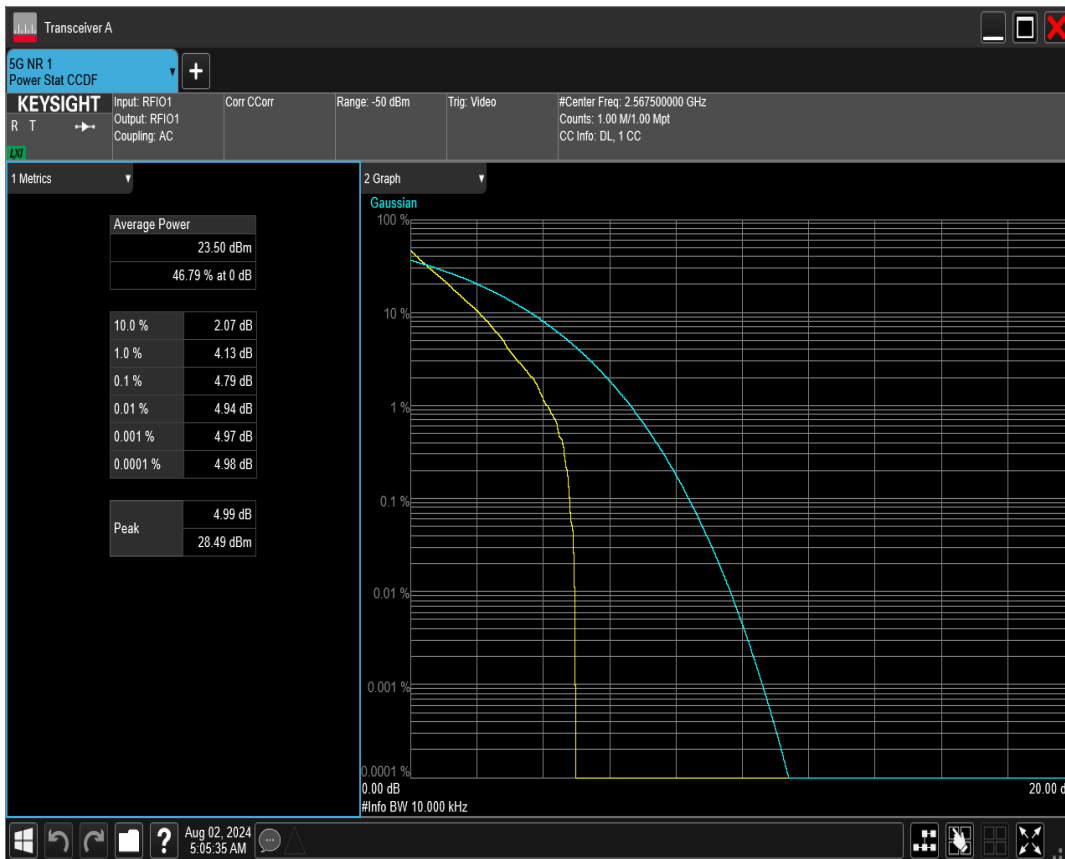 Transceiver A
5G NR 1
Power Stat CCDF
+
KEYSIGHT
R T
LXI
Input: RFIO1
Output: RFIO1
Coupling: AC
Corr CCorr
Range: -50 dBm
Trig: Video
#Center Freq: 2.567500000 GHz
Counts: 1.00 M/1.00 Mpt
CC Info: DL, 1 CC
1 Metrics
Average Power
23.50 dBm
46.79 % at 0 dB
10.0 % 2.07 dB
1.0 % 4.13 dB
0.1 % 4.79 dB
0.01 % 4.94 dB
0.001 % 4.97 dB
0.0001 % 4.98 dB
Peak 4.99 dB
28.49 dBm
2 Graph
Gaussian
100 %
10 %
1 %
0.1 %
0.01 %
0.001 %
0.0001 %
0.00 dB 20.00 d
#Info BW 10.000 kHz
? Aug 02, 2024
5:05:35 AM